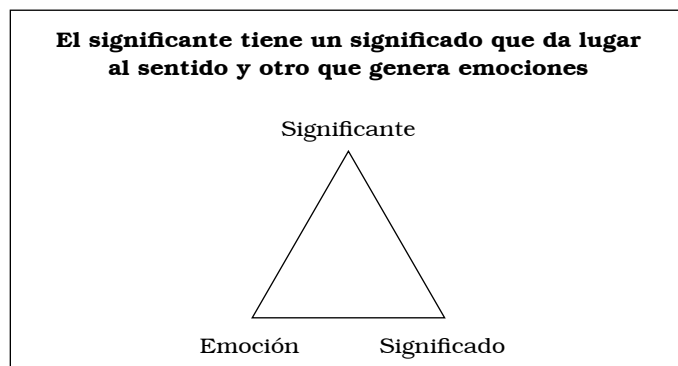 El significante tiene un significado que da lugar
al sentido y otro que genera emociones
Significante
Emoción Significado